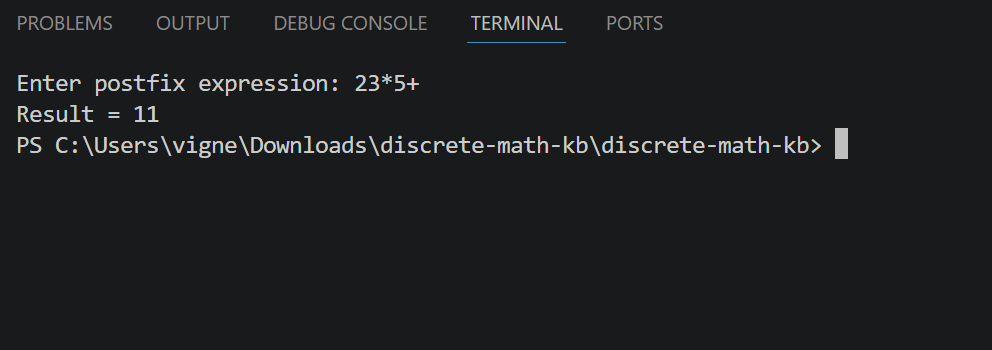 PROBLEMS OUTPUT DEBUG CONSOLE TERMINAL PORTS
Enter postfix expression: 23*5+
Result = 11
PS C:\Users\vigne\Downloads\discrete-math-kb\discrete-math-kb>